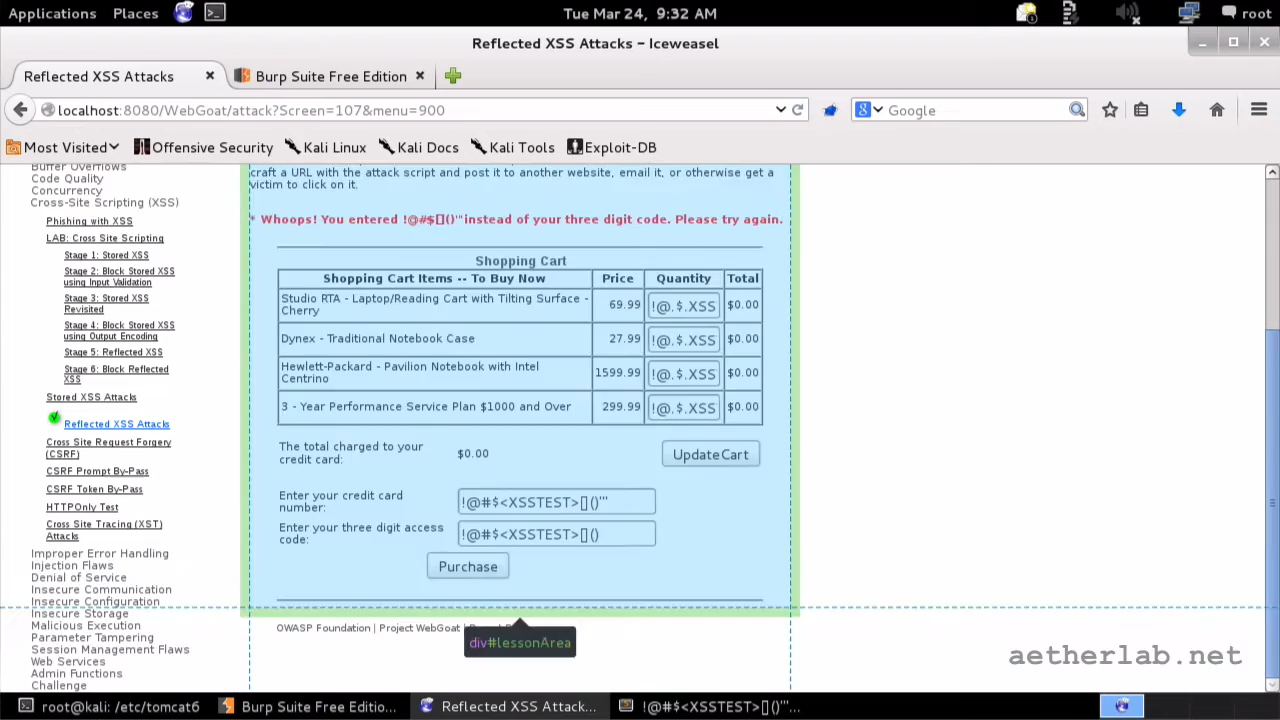 Applications Places Tue Mar 24, 9:32 AM root
Reflected XSS Attacks - Iceweasel
Reflected XSS Attacks Burp Suite Free Edition
localhost:8080/WebGoat/attack?Screen=107&menu=900 Google
Most Visited Offensive Security Kali Linux Kali Docs Kali Tools Exploit-DB
Buffer Overflows
Code Quality
Concurrency
Cross-Site Scripting (XSS)
Phishing with XSS
LAB: Cross Site Scripting
Stage 1: Stored XSS
Stage 2: Block Stored XSS
using Input Validation
Stage 3: Stored XSS
Revisited
Stage 4: Block Stored XSS
using Output Encoding
Stage 5: Reflected XSS
Stage 6: Block Reflected
XSS
Stored XSS Attacks
Reflected XSS Attacks
Cross Site Request Forgery
(CSRF)
CSRF Prompt By-Pass
CSRF Token By-Pass
HTTPOnly Test
Cross Site Tracing (XST)
Attacks
Improper Error Handling
Injection Flaws
Denial of Service
Insecure Communication
Insecure Configuration
Insecure Storage
Malicious Execution
Parameter Tampering
Session Management Flaws
Web Services
Admin Functions
Challenge
craft a URL with the attack script and post it to another website, email it, or otherwise get a
victim to click on it.
* Whoops! You entered !@#$[]()'"instead of your three digit code. Please try again.
Shopping Cart
Shopping Cart Items -- To Buy Now Price Quantity Total
Studio RTA - Laptop/Reading Cart with Tilting Surface -
Cherry 69.99 !@.$.XSS $0.00
Dynex - Traditional Notebook Case 27.99 !@.$.XSS $0.00
Hewlett-Packard - Pavilion Notebook with Intel
Centrino 1599.99 !@.$.XSS $0.00
3 - Year Performance Service Plan $1000 and Over 299.99 !@.$.XSS $0.00
The total charged to your
credit card: $0.00 UpdateCart
Enter your credit card
number: !@#$<XSSTEST>[]()'"
Enter your three digit access
code: !@#$<XSSTEST>[]()
Purchase
OWASP Foundation | Project WebGoat
div#lessonArea
aetherlab.net
root@kali: /etc/tomcat6 Burp Suite Free Editio... Reflected XSS Attack... !@#$<XSSTEST>[]()'"...